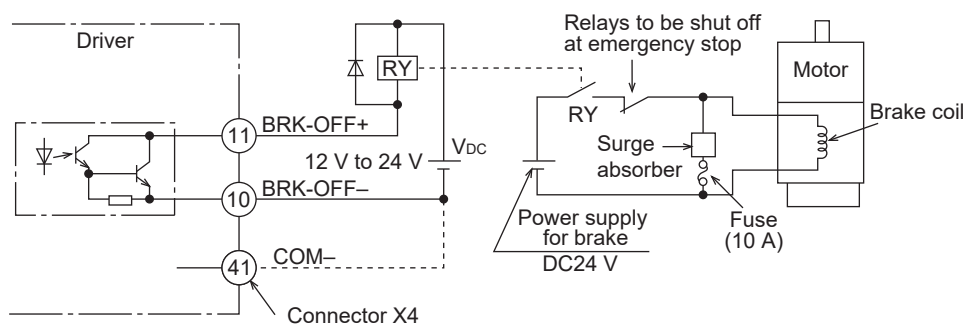 Driver
RY
Relays to be shut off
at emergency stop
Motor
11
BRK-OFF+
12 V to 24 V
VDC
RY
Surge
absorber
Brake coil
10
BRK-OFF–
Power supply
for brake
DC24 V
Fuse
(10 A)
41
COM–
Connector X4